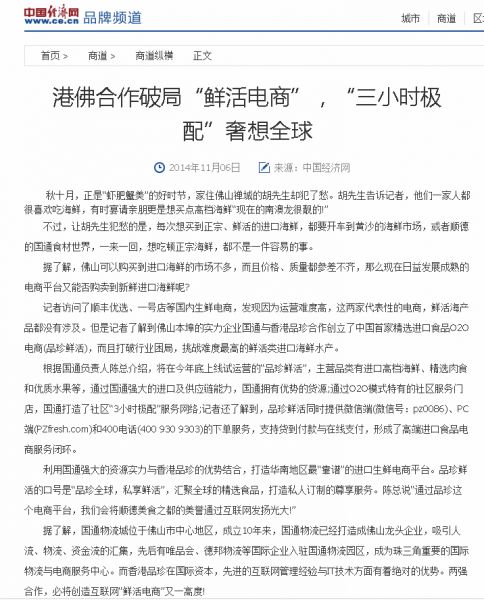 中国经济网
www.ce.cn
品牌频道
城市
商道
首页 > 商道 > 商道纵横 正文
港佛合作破局“鲜活电商”，“三小时极
配”奢想全球
2014年11月06日 来源：中国经济网
秋十月，正是“虾肥蟹美”的好时节，家住佛山禅城的胡先生却犯了愁。胡先生告诉记者，他们一家人都
很喜欢吃海鲜，有时宴请亲朋更是想买点高档海鲜“现在的南澳龙很靓的!”
不过，让胡先生犯愁的是，每次想买到正宗、鲜活的进口海鲜，都要开车到黄沙的海鲜市场，或者顺德
的国通食材世界，一来一回，想吃顿正宗海鲜，都不是一件容易的事。
据了解，佛山可以购买到进口海鲜的市场不多，而且价格、质量都参差不齐，那么现在日益发展成熟的
电商平台又能否购卖到新鲜进口海鲜呢?
记者访问了顺丰优选、一号店等国内生鲜电商，发现因为运营难度高，这两家代表性的电商，鲜活海产
品都没有涉及。但是记者了解到佛山本埠的实力企业国通与香港品珍合作创立了中国首家精选进口食品O2O
电商(品珍鲜活)，而且打破行业困局，挑战难度最高的鲜活类进口海鲜水产。
根据国通负责人陈总介绍，将在今年底上线试运营的“品珍鲜活”，主营品类有进口高档海鲜、精选肉食
和优质水果等，通过国通强大的进口及供应链能力，国通拥有优势的货源;通过O2O模式特有的社区服务门
店，国通打造了社区“3小时极配”服务网络;记者还了解到，品珍鲜活同时提供微信端(微信号：pz0086)、PC
端(PZfresh.com)和400电话(400 930 9303)的下单服务，支持货到付款与在线支付，形成了高端进口食品电
商服务闭环。
利用国通强大的资源实力与香港品珍的优势结合，打造华南地区最“奢谱”的进口生鲜电商平台。品珍鲜
活的口号是“品珍全球，私享鲜活”，汇聚全球的精选食品，打造私人订制的尊享服务。陈总说“通过品珍这
个电商平台，我们会将顺德美食之都的美誉通过互联网发扬光大!”
据了解，国通物流城位于佛山市中心地区，成立10年来，国通物流已经打造成佛山龙头企业，吸引人
流、物流、资金流的汇集，先后有唯品会、德邦物流等国际企业入驻国通物流园区，成为珠三角重要的国际
物流与电商服务中心。而香港品珍在国际资本，先进的互联网管理经验与IT技术方面有着绝对的优势。两强
合作，必将创造互联网“鲜活电商”又一高度!